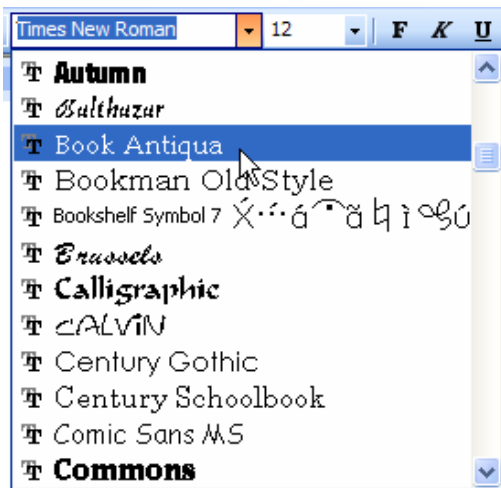 Times New Roman 12 F K U
Autumn
Balthazar
Book Antiqua
Bookman Old Style
Bookshelf Symbol 7
Brussels
Calligraphic
CALVIN
Century Gothic
Century Schoolbook
Comic Sans MS
Commons